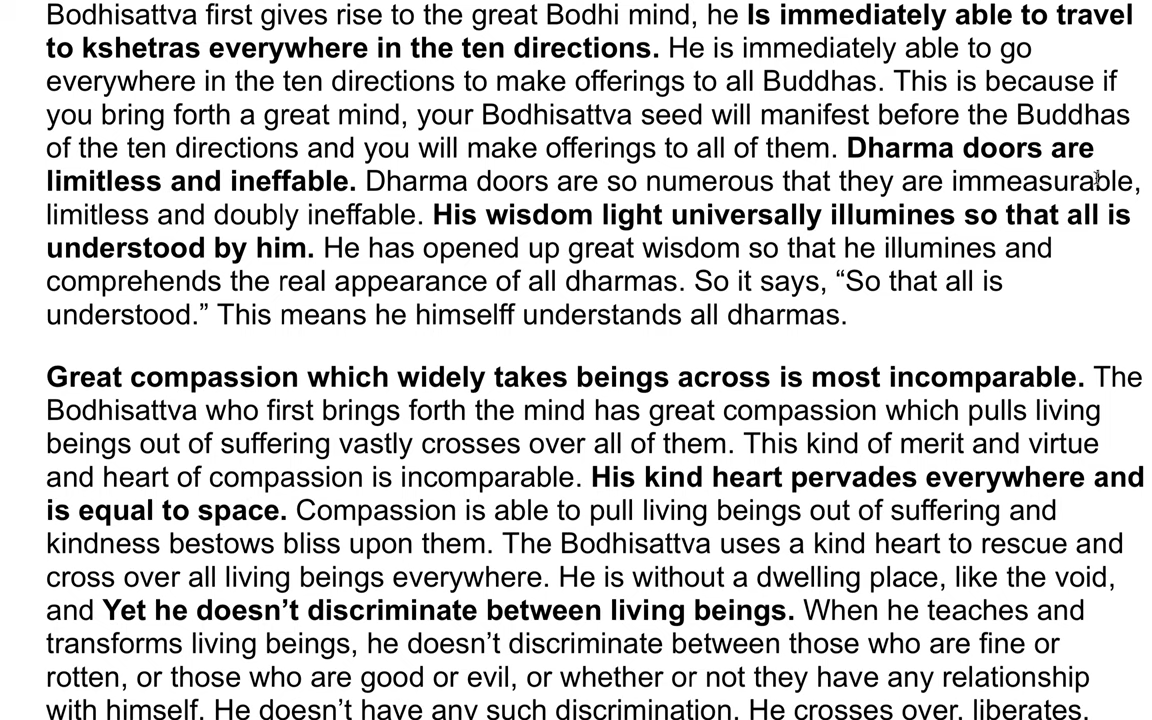 Bodhisattva first gives rise to the great Bodhi mind, he Is immediately able to travel
to kshetras everywhere in the ten directions. He is immediately able to go
everywhere in the ten directions to make offerings to all Buddhas. This is because if
you bring forth a great mind, your Bodhisattva seed will manifest before the Buddhas
of the ten directions and you will make offerings to all of them. Dharma doors are
limitless and ineffable. Dharma doors are so numerous that they are immeasurable,
limitless and doubly ineffable. His wisdom light universally illumines so that all is
understood by him. He has opened up great wisdom so that he illumines and
comprehends the real appearance of all dharmas. So it says, “So that all is
understood.” This means he himselff understands all dharmas.
Great compassion which widely takes beings across is most incomparable. The
Bodhisattva who first brings forth the mind has great compassion which pulls living
beings out of suffering vastly crosses over all of them. This kind of merit and virtue
and heart of compassion is incomparable. His kind heart pervades everywhere and
is equal to space. Compassion is able to pull living beings out of suffering and
kindness bestows bliss upon them. The Bodhisattva uses a kind heart to rescue and
cross over all living beings everywhere. He is without a dwelling place, like the void,
and Yet he doesn’t discriminate between living beings. When he teaches and
transforms living beings, he doesn’t discriminate between those who are fine or
rotten, or those who are good or evil, or whether or not they have any relationship
with himself. He doesn’t have any such discrimination. He crosses over, liberates,